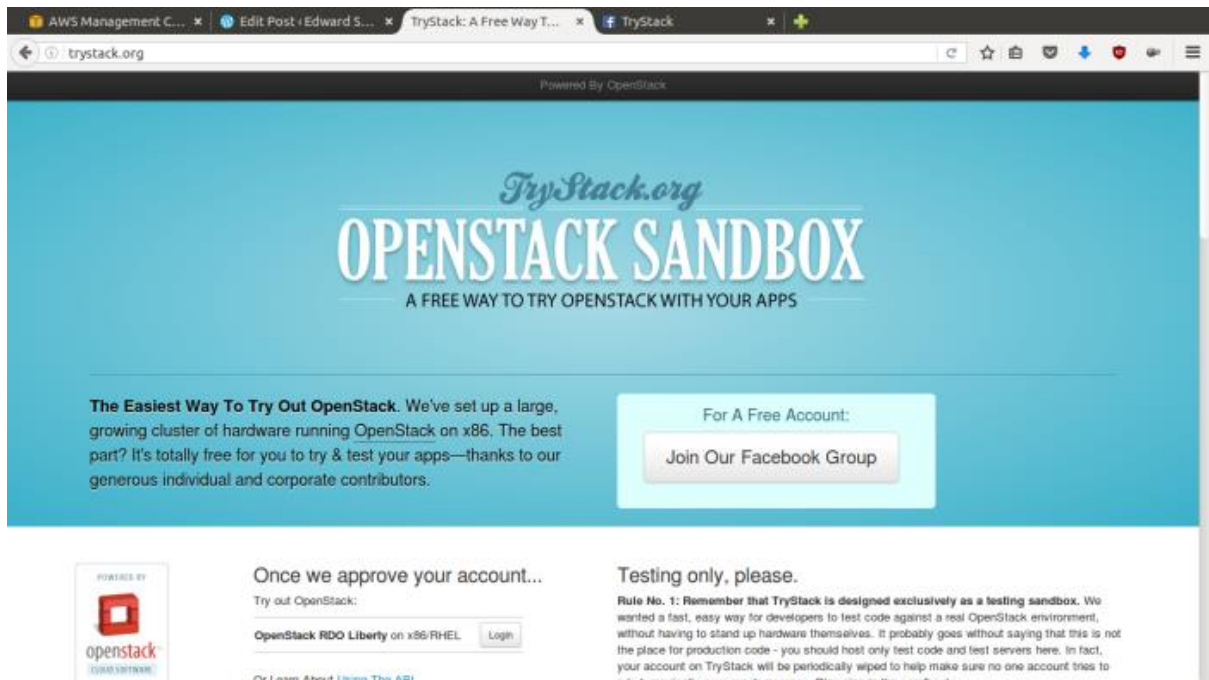 AWS Management C... × Edit Post ‹ Edward S... × TryStack: A Free Way T... × TryStack ×
trystack.org
Powered By OpenStack
TryStack.org
OPENSTACK SANDBOX
A FREE WAY TO TRY OPENSTACK WITH YOUR APPS
The Easiest Way To Try Out OpenStack. We've set up a large,
growing cluster of hardware running OpenStack on x86. The best
part? It's totally free for you to try & test your apps—thanks to our
generous individual and corporate contributors.
For A Free Account:
Join Our Facebook Group
POWERED BY
openstack
CLOUD SOFTWARE
Once we approve your account...
Try out OpenStack:
OpenStack RDO Liberty on x86/RHEL Login
Or Learn About Using The API
Testing only, please.
Rule No. 1: Remember that TryStack is designed exclusively as a testing sandbox. We
wanted a fast, easy way for developers to test code against a real OpenStack environment,
without having to stand up hardware themselves. It probably goes without saying that this is not
the place for production code - you should host only test code and test servers here. In fact,
your account on TryStack will be periodically wiped to help make sure no one account tries to